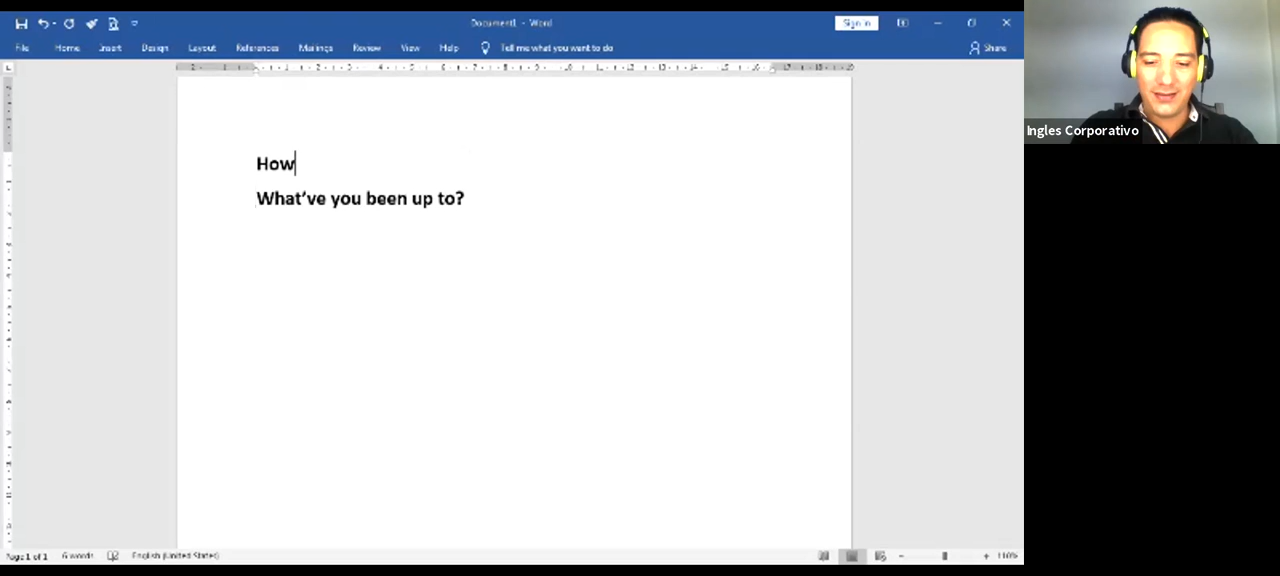 Document1 - Word
Sign in
File Home Insert Design Layout References Mailings Review View Help Tell me what you want to do Share
How
What’ve you been up to?
Ingles Corporativo
Page 1 of 1 6 words English (United States) 110%